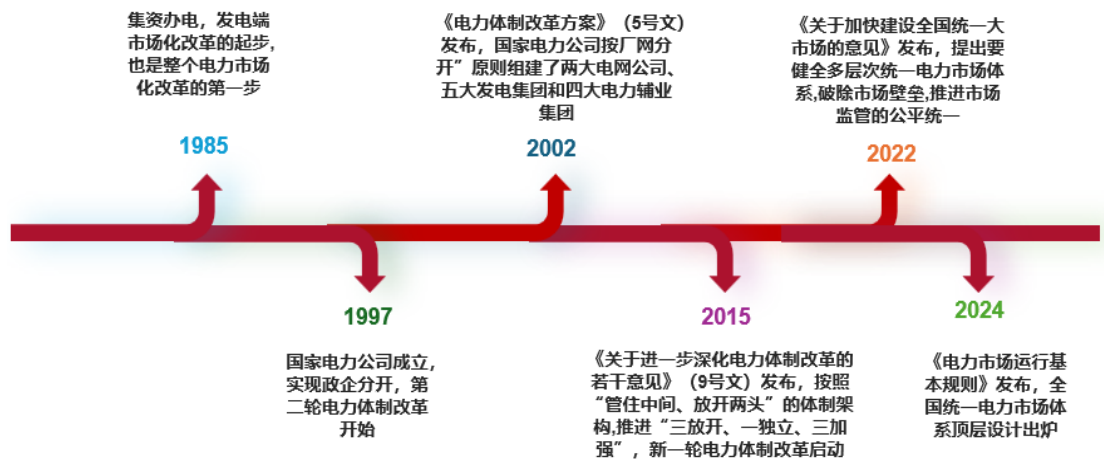 集资办电，发电端
市场化改革的起步，
也是整个电力市场
化改革的第一步
1985
国家电力公司成立，
实现政企分开，第
二轮电力体制改革
开始
1997
《电力体制改革方案》（5号文）
发布，国家电力公司按厂网分
开”原则组建了两大电网公司、
五大发电集团和四大电力辅业
集团
2002
2015
《关于进一步深化电力体制改革的
若干意见》（9号文）发布，按照
“管住中间、放开两头”的体制架
构,推进“三放开、一独立、三加
强”，新一轮电力体制改革启动
《关于加快建设全国统一大
市场的意见》发布，提出要
健全多层次统一电力市场体
系,破除市场壁垒,推进市场
监管的公平统一
2022
2024
《电力市场运行基
本规则》发布，全
国统一电力市场体
系顶层设计出炉